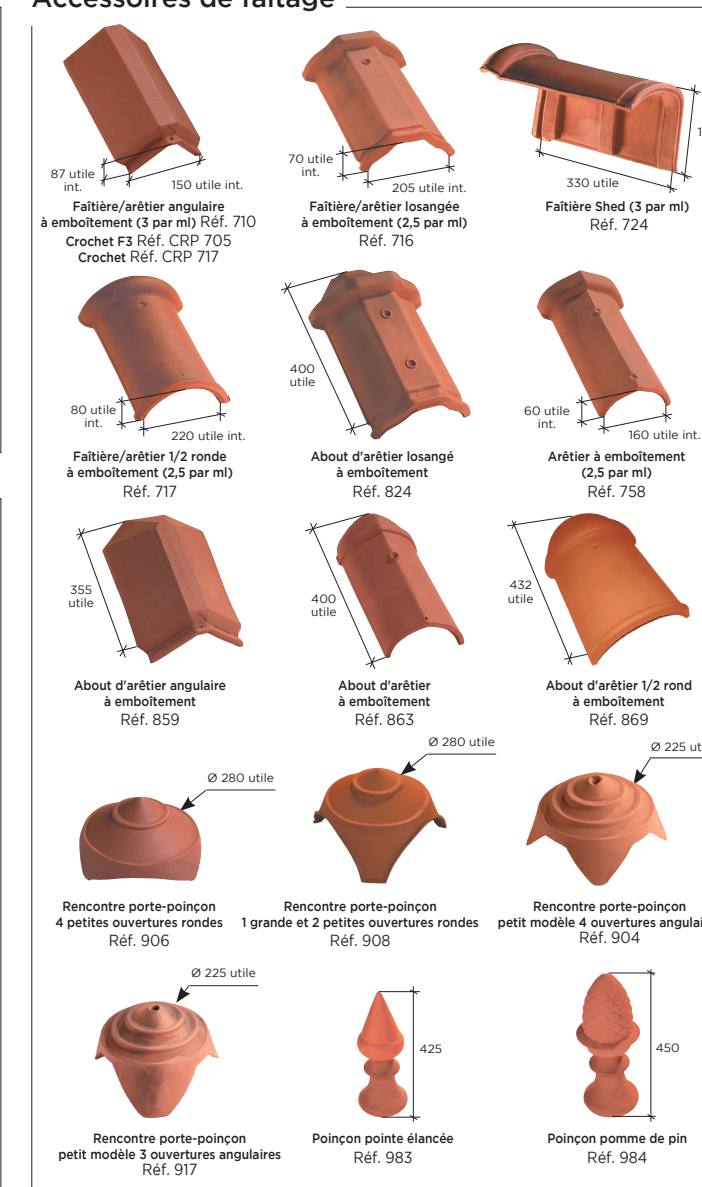 Accessoires de faîtage
87 utile
int.
150 utile int.
Faîtière/arêtier angulaire
à emboîtement (3 par ml) Réf. 710
Crochet F3 Réf. CRP 705
Crochet Réf. CRP 717
70 utile
int.
205 utile int.
Faîtière/arêtier losangée
à emboîtement (2,5 par ml)
Réf. 716
330 utile
Faîtière Shed (3 par ml)
Réf. 724
80 utile
int.
220 utile int.
Faîtière/arêtier 1/2 ronde
à emboîtement (2,5 par ml)
Réf. 717
400
utile
About d'arêtier losangé
à emboîtement
Réf. 824
60 utile
int.
160 utile int.
Arêtier à emboîtement
(2,5 par ml)
Réf. 758
355
utile
About d'arêtier angulaire
à emboîtement
Réf. 859
400
utile
About d'arêtier
à emboîtement
Réf. 863
432
utile
About d'arêtier 1/2 rond
à emboîtement
Réf. 869
Ø 280 utile
Rencontre porte-poinçon
4 petites ouvertures rondes
Réf. 906
Ø 280 utile
Rencontre porte-poinçon
1 grande et 2 petites ouvertures rondes
Réf. 908
Ø 225 ut
Rencontre porte-poinçon
petit modèle 4 ouvertures angulai
Réf. 904
Ø 225 utile
Rencontre porte-poinçon
petit modèle 3 ouvertures angulaires
Réf. 917
425
Poinçon pointe élancée
Réf. 983
450
Poinçon pomme de pin
Réf. 984